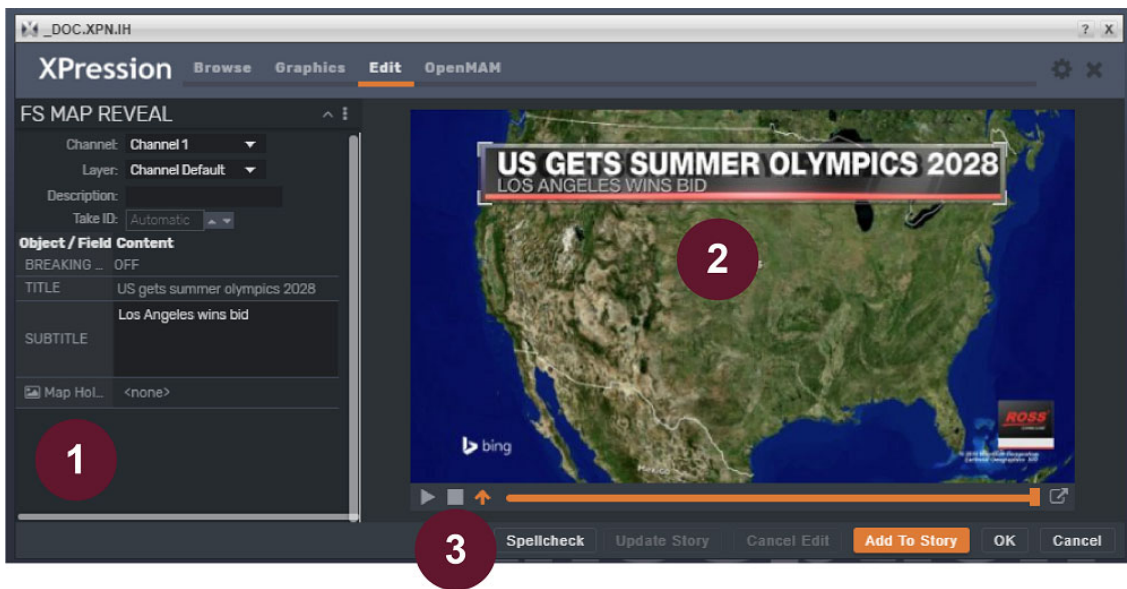 _DOC.XPN.IH ? X
XPression Browse Graphics Edit OpenMAM
FS MAP REVEAL
Channel: Channel 1
Layer: Channel Default
Description:
Take ID: Automatic
Object / Field Content
BREAKING ... OFF
TITLE US gets summer olympics 2028
SUBTITLE Los Angeles wins bid
Map Hol... <none>
1
US GETS SUMMER OLYMPICS 2028
LOS ANGELES WINS BID
2
ROSS
bing
Mexico
3
Spellcheck Update Story Cancel Edit Add To Story OK Cancel